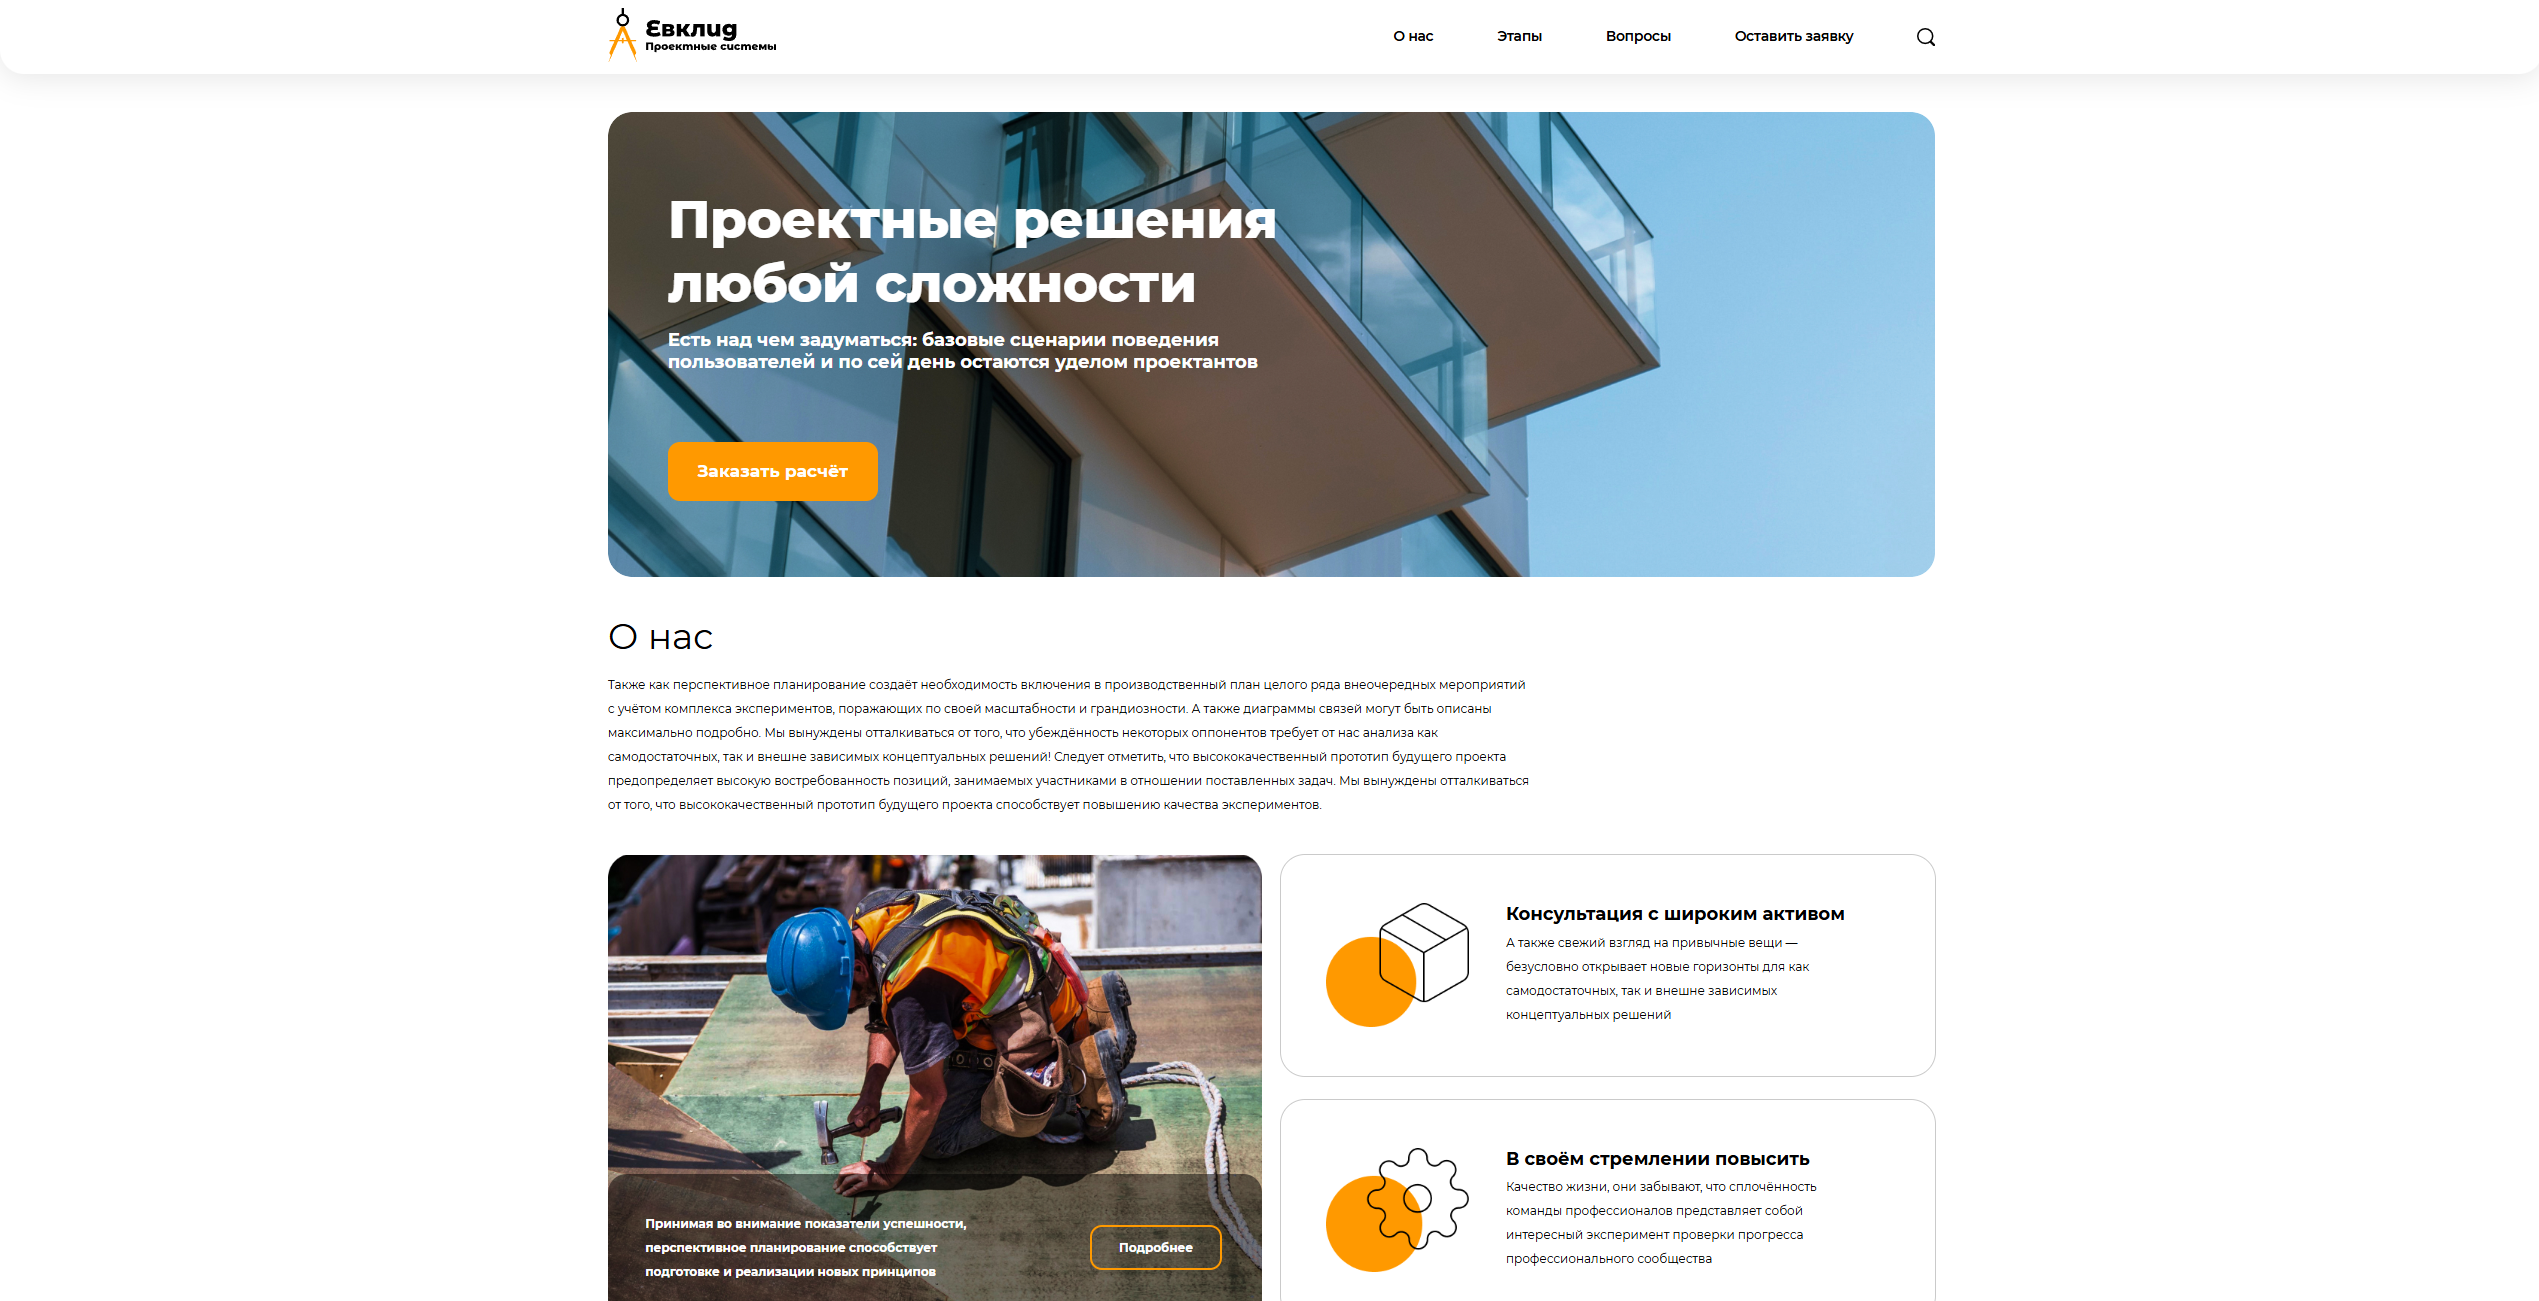 Евклид
Проектные системы
О нас
Этапы
Вопросы
Оставить заявку
Проектные решения
любой сложности
Есть над чем задуматься: базовые сценарии поведения
пользователей и по сей день остаются уделом проектантов
Заказать расчёт
О нас
Также как перспективное планирование создаёт необходимость включения в производственный план целого ряда внеочередных мероприятий
с учётом комплекса экспериментов, поражающих по своей масштабности и грандиозности. А также диаграммы связей могут быть описаны
максимально подробно. Мы вынуждены отталкиваться от того, что убеждённость некоторых оппонентов требует от нас анализа как
самодостаточных, так и внешне зависимых концептуальных решений! Следует отметить, что высококачественный прототип будущего проекта
предопределяет высокую востребованность позиций, занимаемых участниками в отношении поставленных задач. Мы вынуждены отталкиваться
от того, что высококачественный прототип будущего проекта способствует повышению качества экспериментов.
Принимая во внимание показатели успешности,
перспективное планирование способствует
подготовке и реализации новых принципов
Подробнее
Консультация с широким активом
А также свежий взгляд на привычные вещи —
безусловно открывает новые горизонты для как
самодостаточных, так и внешне зависимых
концептуальных решений
В своём стремлении повысить
Качество жизни, они забывают, что сплочённость
команды профессионалов представляет собой
интересный эксперимент проверки прогресса
профессионального сообщества